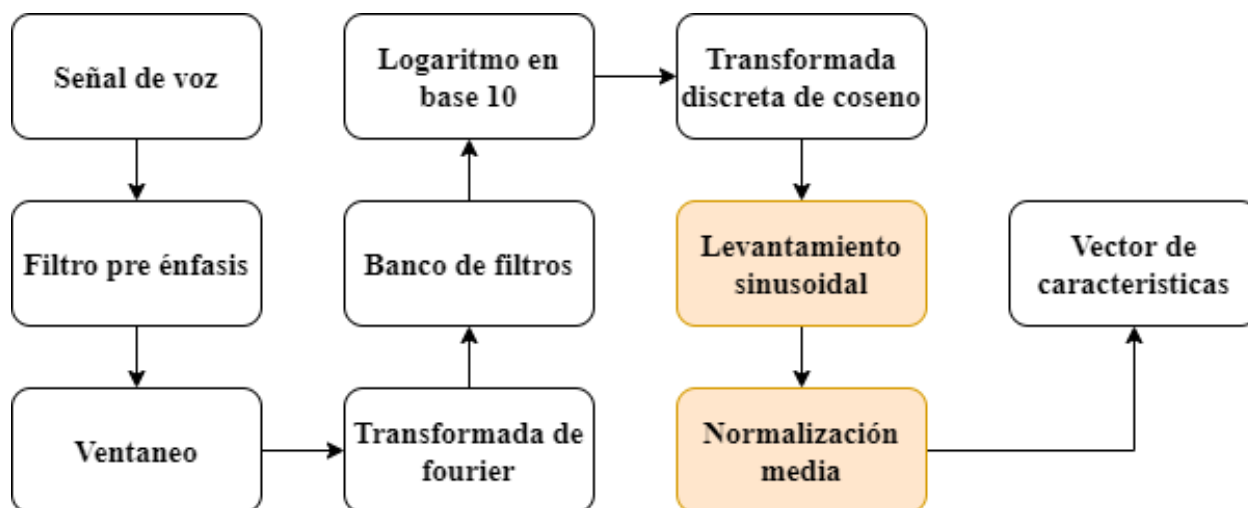 Señal de voz
Filtro pre énfasis
Ventaneo
Transformada de
fourier
Banco de filtros
Logaritmo en
base 10
Transformada
discreta de coseno
Levantamiento
sinusoidal
Normalización
media
Vector de
caracteristicas